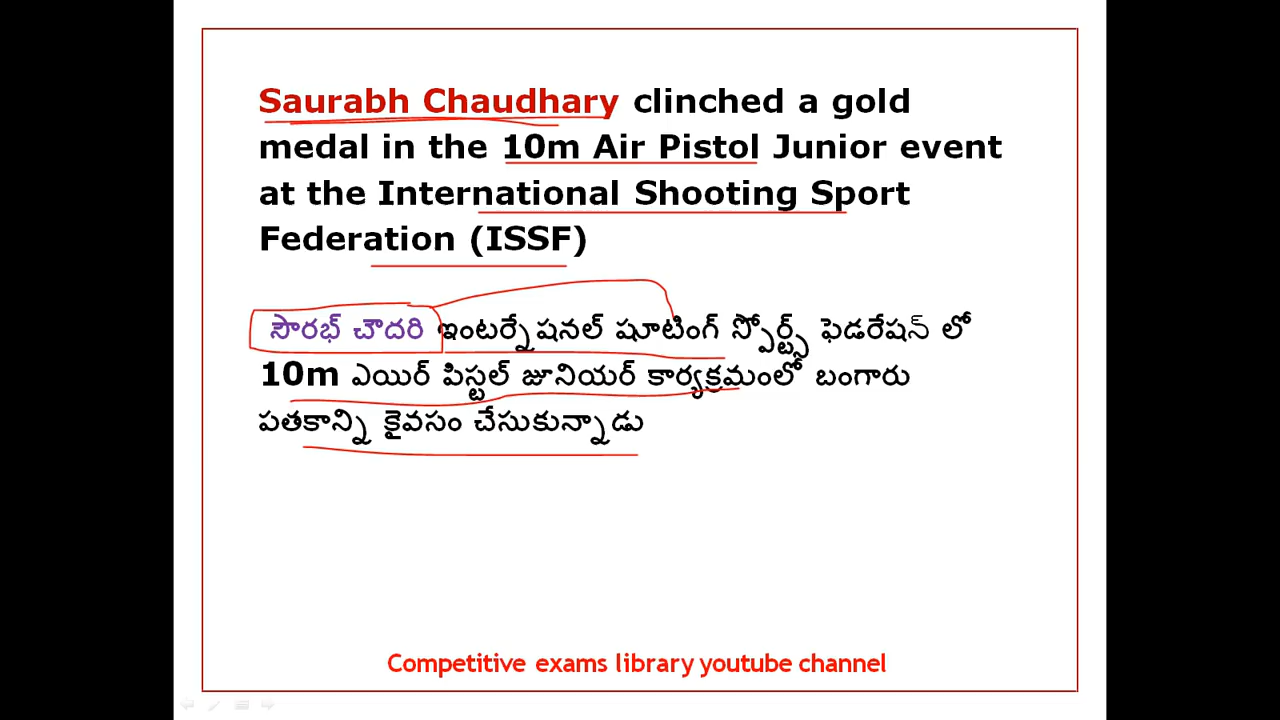 Saurabh Chaudhary clinched a gold
medal in the 10m Air Pistol Junior event
at the International Shooting Sport
Federation (ISSF)
సౌరభ్ చౌదరి ఇంటర్నేషనల్ షూటింగ్ స్పోర్ట్స్ ఫెడరేషన్ లో
10m ఎయిర్ పిస్టల్ జూనియర్ కార్యక్రమంలో బంగారు
పతకాన్ని కైవసం చేసుకున్నాడు
Competitive exams library youtube channel